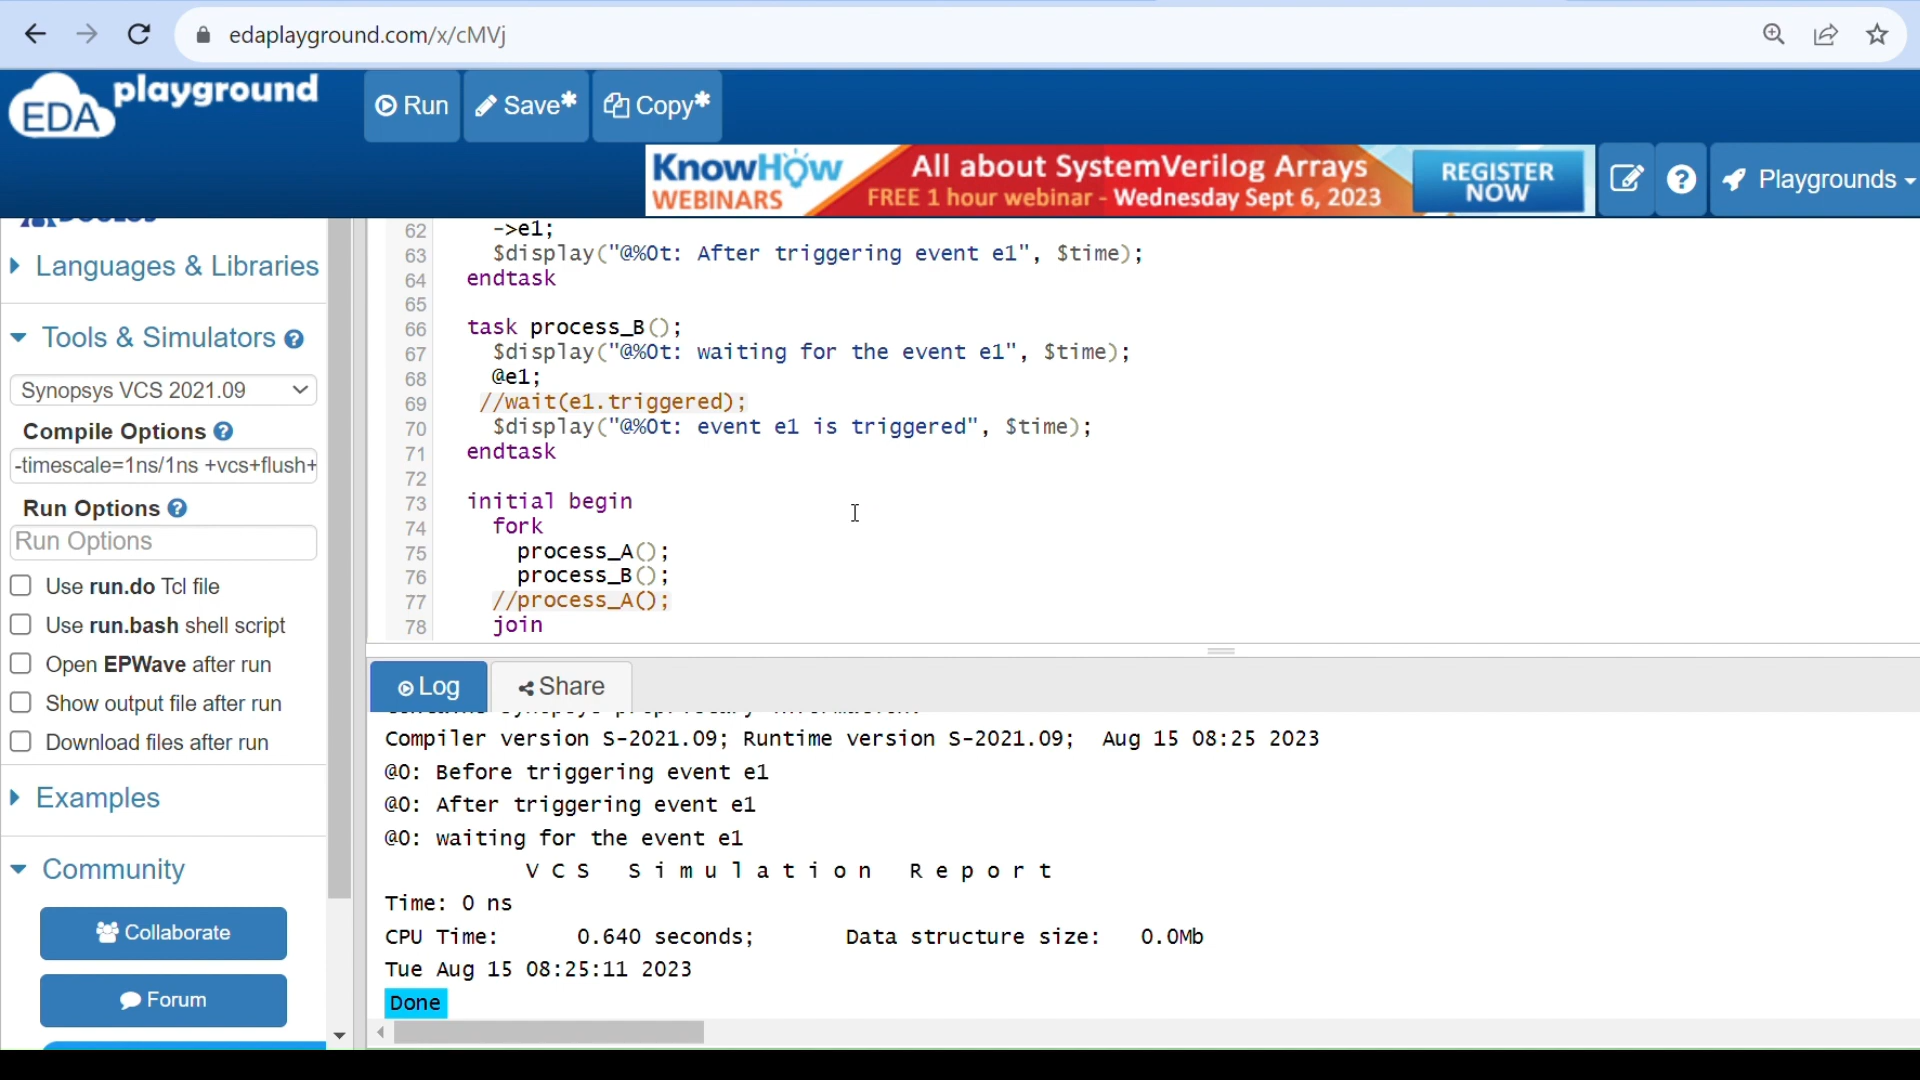 edaplayground.com/x/cMVj
EDA playground
Run
Save*
Copy*
KnowHow
WEBINARS
All about SystemVerilog Arrays
FREE 1 hour webinar - Wednesday Sept 6, 2023
REGISTER
NOW
Playgrounds
Languages & Libraries
Tools & Simulators
Synopsys VCS 2021.09
Compile Options
-timescale=1ns/1ns +vcs+flush+
Run Options
Run Options
Use run.do Tcl file
Use run.bash shell script
Open EPWave after run
Show output file after run
Download files after run
Examples
Community
Collaborate
Forum
62 ->e1;
63 $display("@%0t: After triggering event e1", $time);
64 endtask
65
66 task process_B();
67 $display("@%0t: waiting for the event e1", $time);
68 @e1;
69 //wait(e1.triggered);
70 $display("@%0t: event e1 is triggered", $time);
71 endtask
72
73 initial begin
74 fork
75 process_A();
76 process_B();
77 //process_A();
78 join
Log
Share
Compiler version S-2021.09; Runtime version S-2021.09; Aug 15 08:25 2023
@0: Before triggering event e1
@0: After triggering event e1
@0: waiting for the event e1
V C S S i m u l a t i o n R e p o r t
Time: 0 ns
CPU Time: 0.640 seconds; Data structure size: 0.0Mb
Tue Aug 15 08:25:11 2023
Done